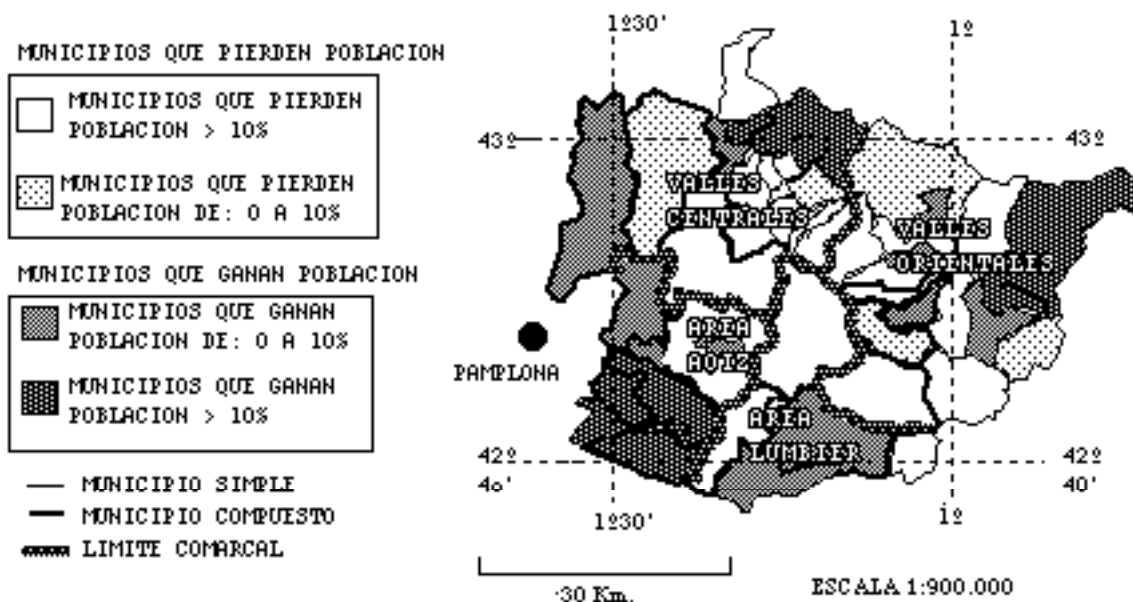 MUNICIPIOS QUE PIERDEN POBLACION
MUNICIPIOS QUE PIERDEN
POBLACION > 10%
MUNICIPIOS QUE PIERDEN
POBLACION DE: 0 A 10%
MUNICIPIOS QUE GANAN POBLACION
MUNICIPIOS QUE GANAN
POBLACION DE: 0 A 10%
MUNICIPIOS QUE GANAN
POBLACION > 10%
MUNICIPIO SIMPLE
MUNICIPIO COMPUESTO
LIMITE COMARCAL
1º30'
1º
43º
43º
VALLES
CENTRALES
VALLES
ORIENTALES
AREA
AOIZ
PAMPLONA
AREA
LUMBIER
42º
40'
42º
40'
1º30'
1º
30 Km.
ESCALA 1:900.000